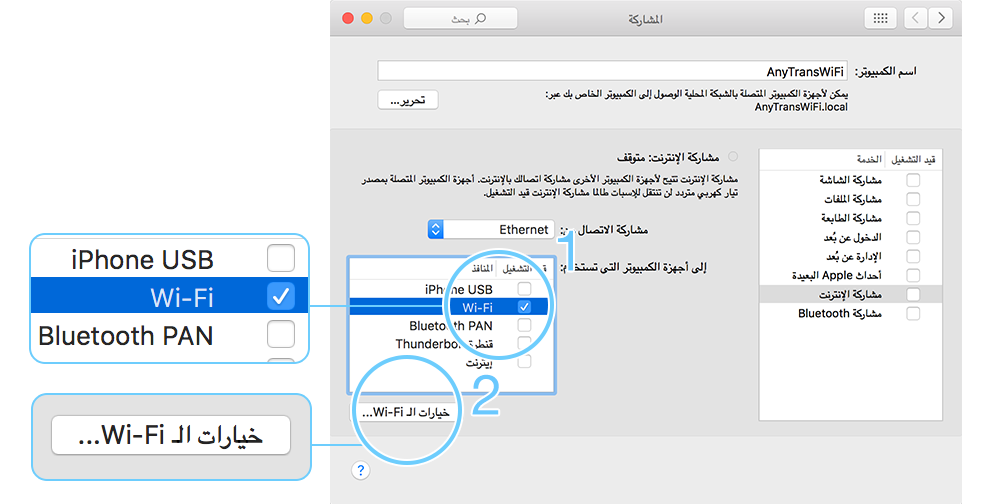 المشاركة
بحث
اسم الكمبيوتر: AnyTransWiFi
يمكن لأجهزة الكمبيوتر المتصلة بالشبكة المحلية الوصول إلى الكمبيوتر الخاص بك عبر:
AnyTransWiFi.local
تحرير...
قيد التشغيل الخدمة
مشاركة الشاشة
مشاركة الملفات
مشاركة الطابعة
الدخول عن بُعد
الإدارة عن بُعد
أحداث Apple البعيدة
مشاركة الإنترنت
مشاركة Bluetooth
مشاركة الإنترنت: متوقف
مشاركة الإنترنت تتيح لأجهزة الكمبيوتر الأخرى مشاركة اتصالك بالإنترنت. أجهزة الكمبيوتر المتصلة بمصدر
تيار كهربي متردد لن تنتقل للإسبات طالما مشاركة الإنترنت قيد التشغيل.
مشاركة الاتصال Ethernet
1
إلى أجهزة الكمبيوتر التي تستخدم:
التشغيل المنافذ
iPhone USB
Wi-Fi
Bluetooth PAN
قنطرة
إيثرنت
2
خيارات الـ Wi-Fi...
?
iPhone USB
Wi-Fi
Bluetooth PAN
خيارات الـ Wi-Fi...